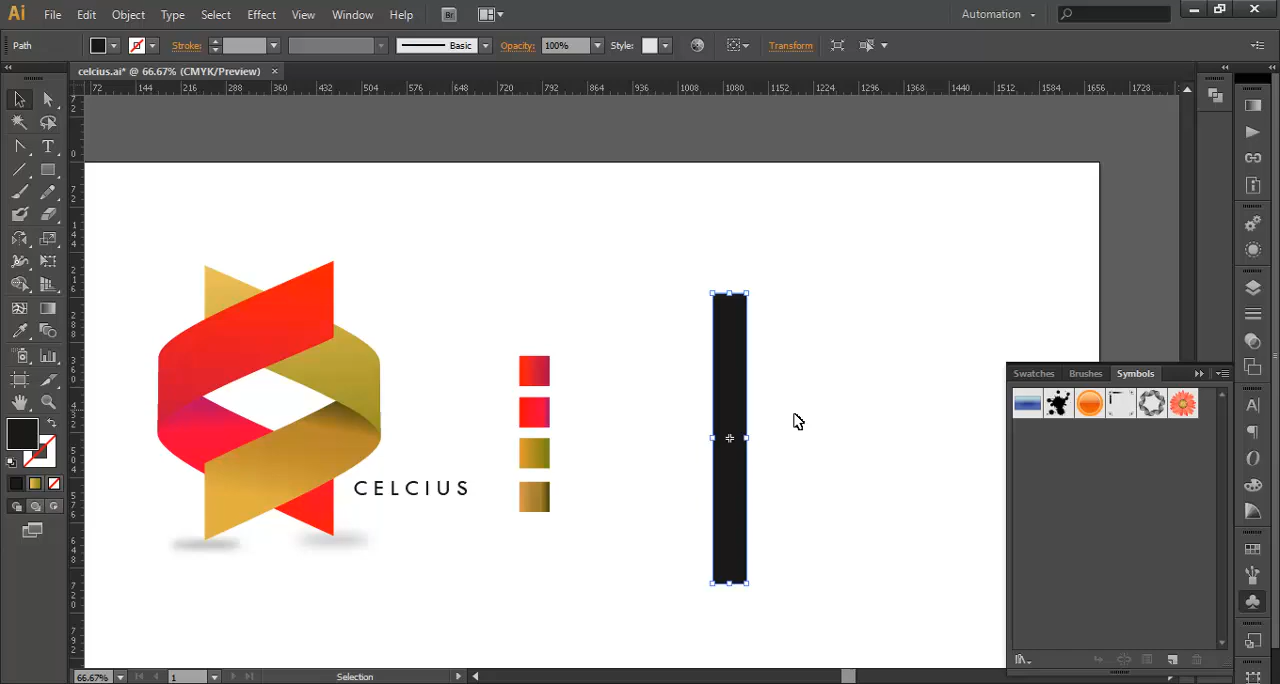 Ai File Edit Object Type Select Effect View Window Help Br Automation
Path Stroke: Basic Opacity: 100% Style: Transform
celcius.ai* @ 66.67% (CMYK/Preview)
72 144 216 288 360 432 504 576 648 720 792 864 936 1008 1080 1152 1224 1296 1368 1440 1512 1584 1656 1728
Swatches Brushes Symbols
CELCIUS
66.67% 1 Selection